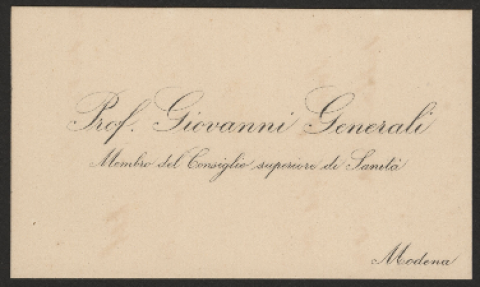 Prof. Giovanni Generali
Membro del Consiglio superiore di Sanità
Modena